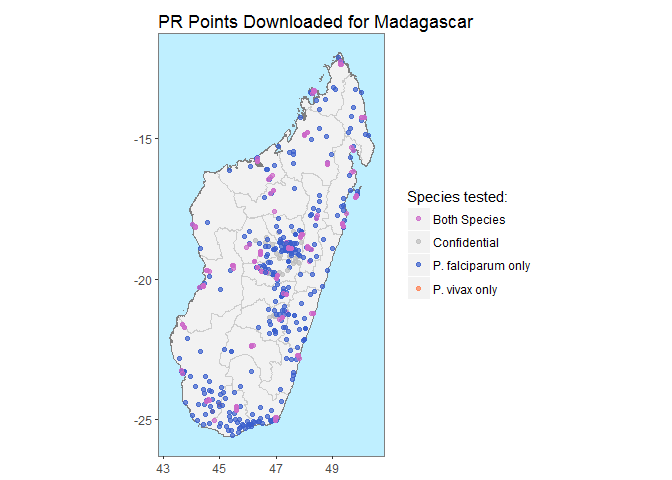 PR Points Downloaded for Madagascar
-15
-20
-25
43
45
47
49
Species tested:
Both Species
Confidential
P. falciparum only
P. vivax only